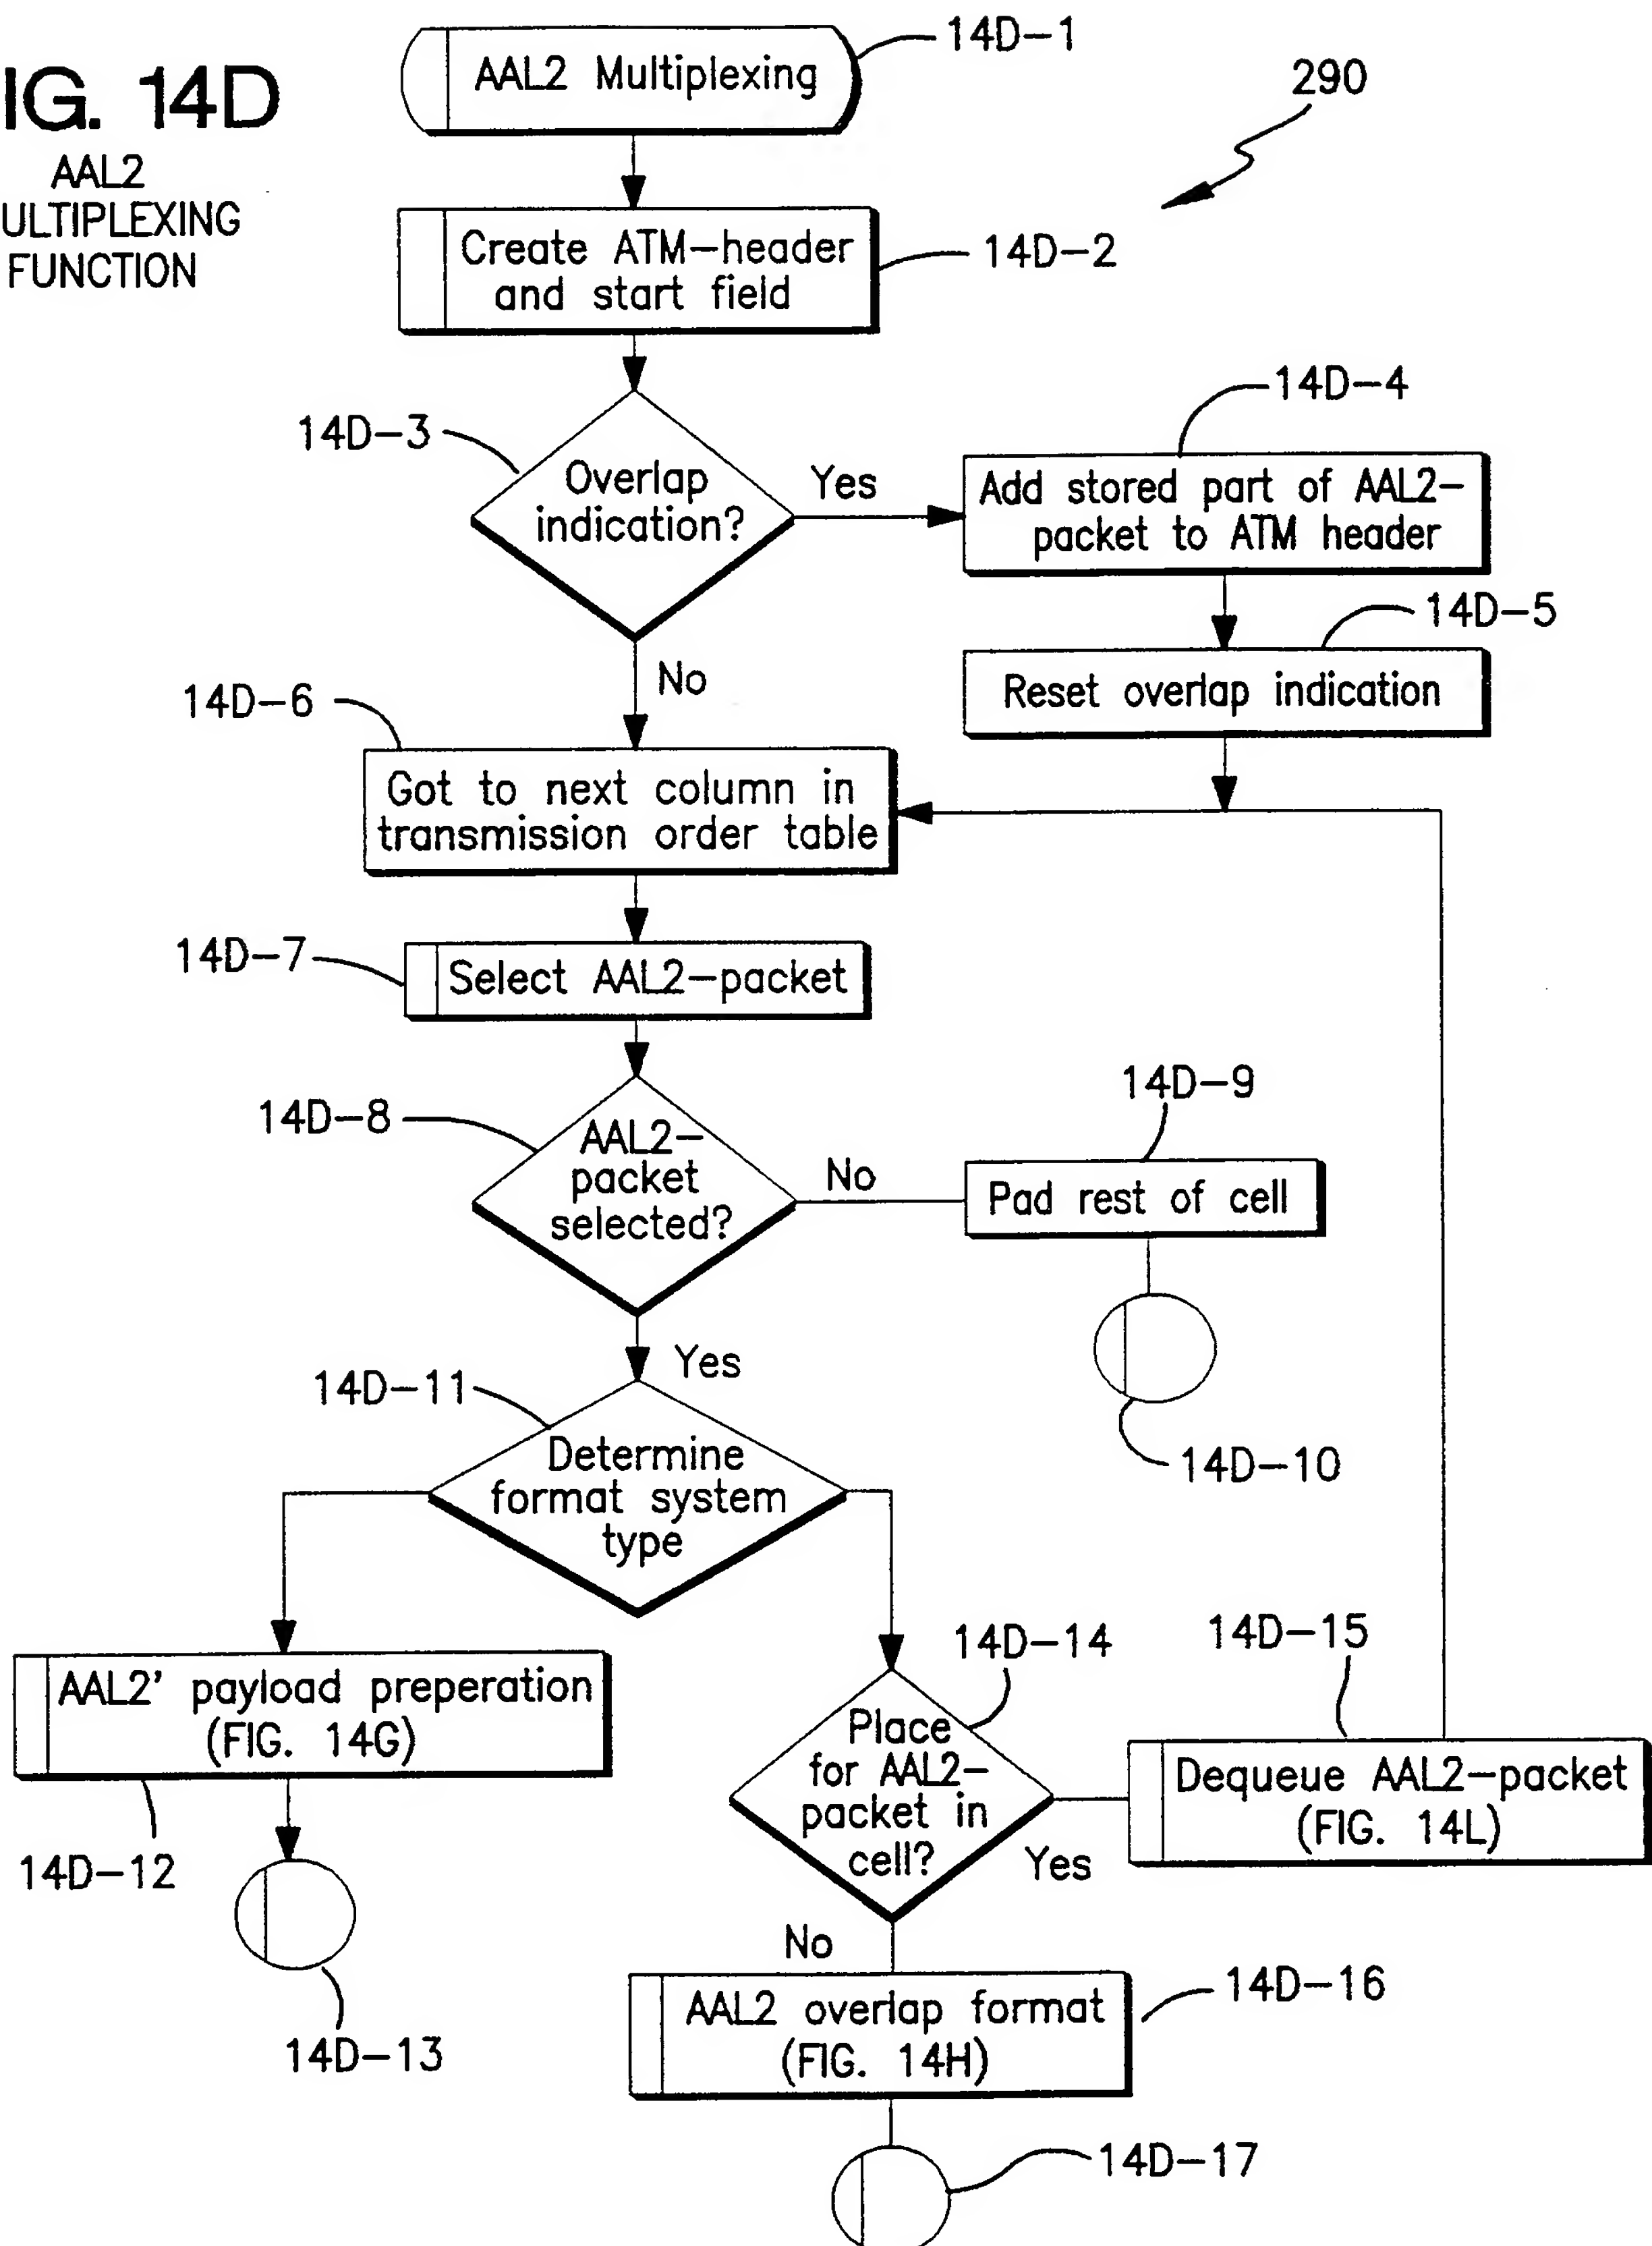 IG. 14D
AAL2
ULTIPLEXING
FUNCTION
14D-1
AAL2 Multiplexing
290
Create ATM-header
and start field
14D-2
14D-3
Overlap
indication?
Yes
14D-4
Add stored part of AAL2-
packet to ATM header
14D-5
Reset overlap indication
No
14D-6
Got to next column in
transmission order table
14D-7
Select AAL2-packet
14D-8
AAL2-
packet
selected?
No
14D-9
Pad rest of cell
14D-10
Yes
14D-11
Determine
format system
type
AAL2' payload preperation
(FIG. 14G)
14D-12
14D-13
14D-14
Place
for AAL2-
packet in
cell?
Yes
14D-15
Dequeue AAL2-packet
(FIG. 14L)
No
AAL2 overlap format
(FIG. 14H)
14D-16
14D-17